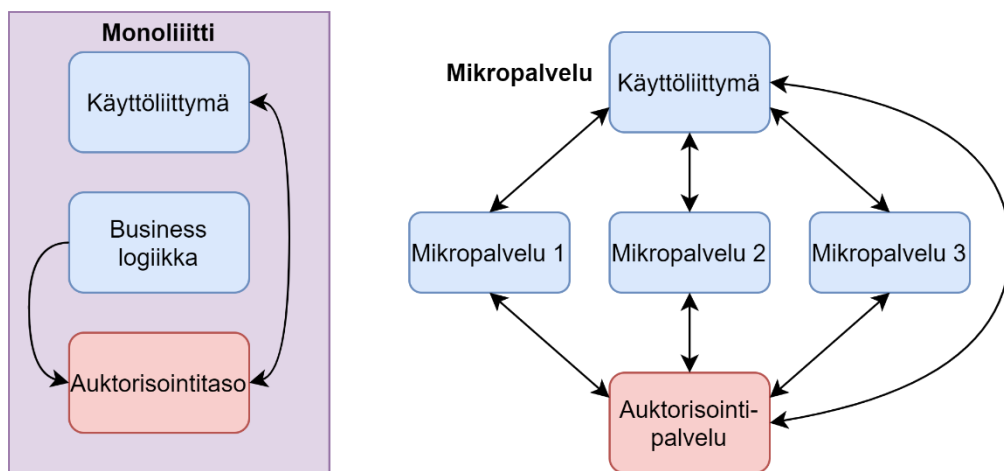 Monoliiitti
Käyttöliittymä
Business
logiikka
Auktorisointitaso
Mikropalvelu
Käyttöliittymä
Mikropalvelu 1
Mikropalvelu 2
Mikropalvelu 3
Auktorisointi-
palvelu